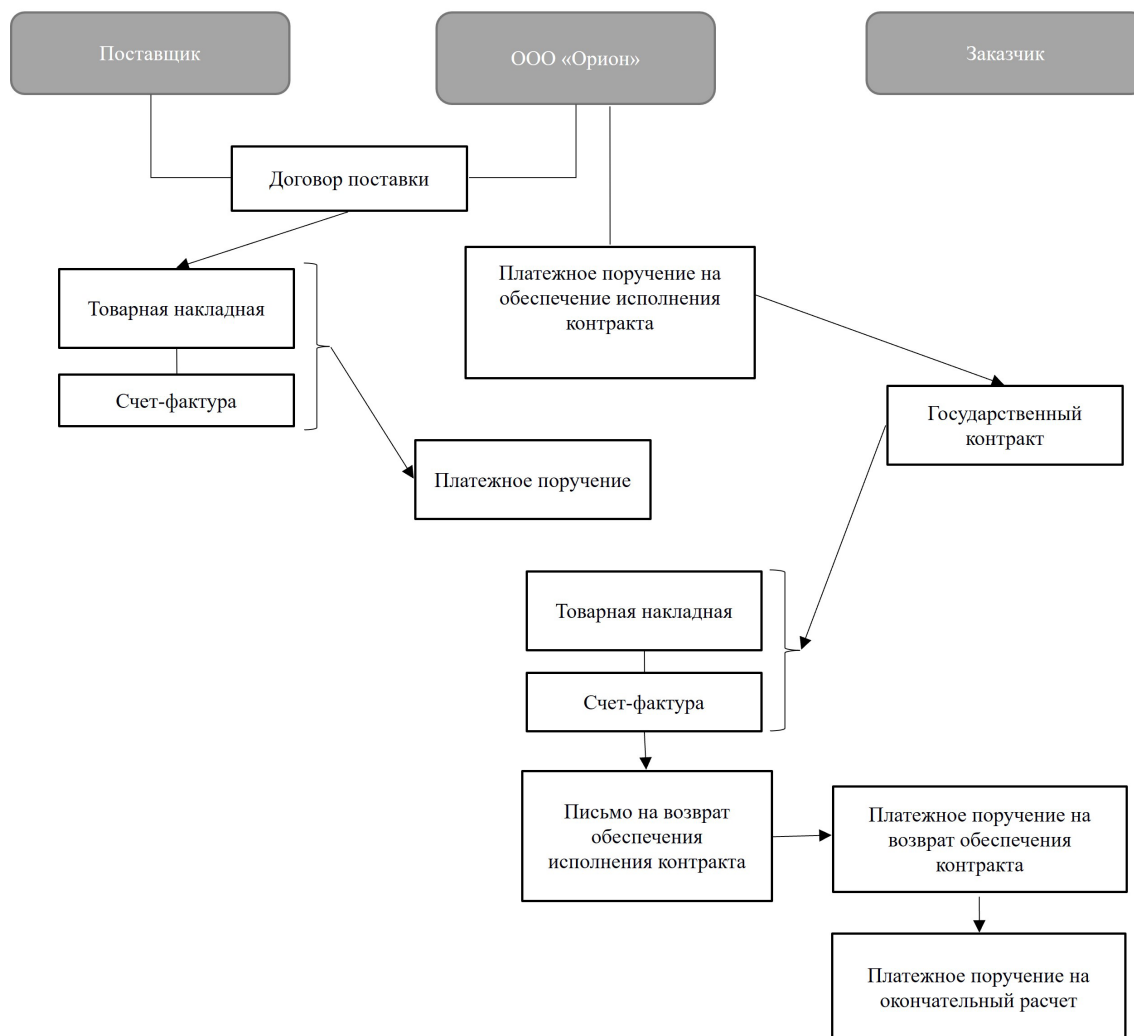 Поставщик
ООО «Орион»
Заказчик
Договор поставки
Платежное поручение на
обеспечение исполнения
контракта
Товарная накладная
Счет-фактура
Государственный
контракт
Платежное поручение
Товарная накладная
Счет-фактура
Письмо на возврат
обеспечения
исполнения контракта
Платежное поручение на
возврат обеспечения
контракта
Платежное поручение на
окончательный расчет